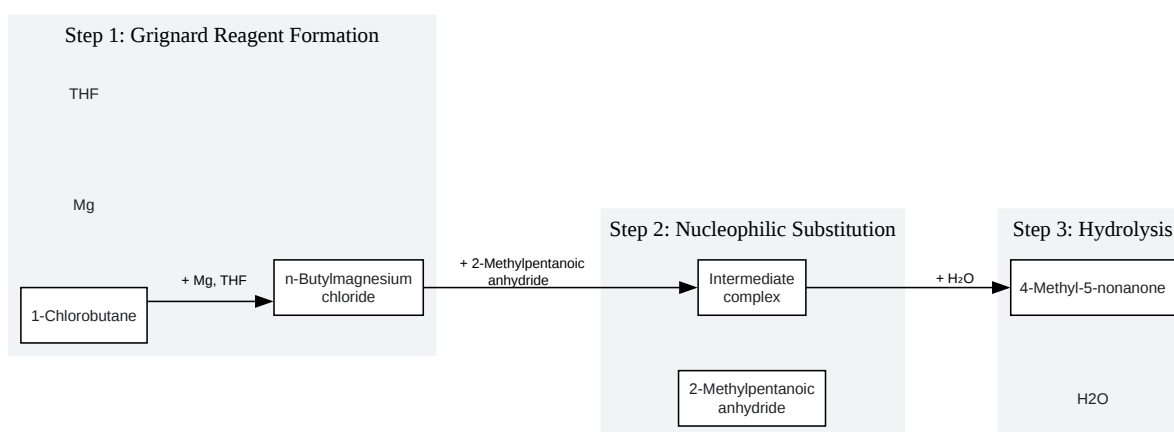 Step 1: Grignard Reagent Formation
THF
Mg
+ Mg, THF
1-Chlorobutane
n-Butylmagnesium
chloride
+ 2-Methylpentanoic
anhydride
Step 2: Nucleophilic Substitution
Intermediate
complex
2-Methylpentanoic
anhydride
+ H₂O
Step 3: Hydrolysis
4-Methyl-5-nonanone
H2O